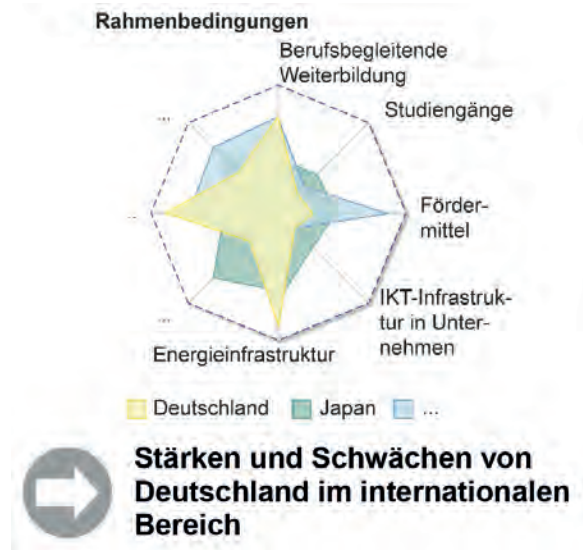 Rahmenbedingungen
Berufsbegleitende
Weiterbildung
...
Studiengänge
..
Förder-
mittel
...
IKT-Infrastruk-
tur in Unter-
nehmen
Energieinfrastruktur
Deutschland Japan ...
Stärken und Schwächen von
Deutschland im internationalen
Bereich